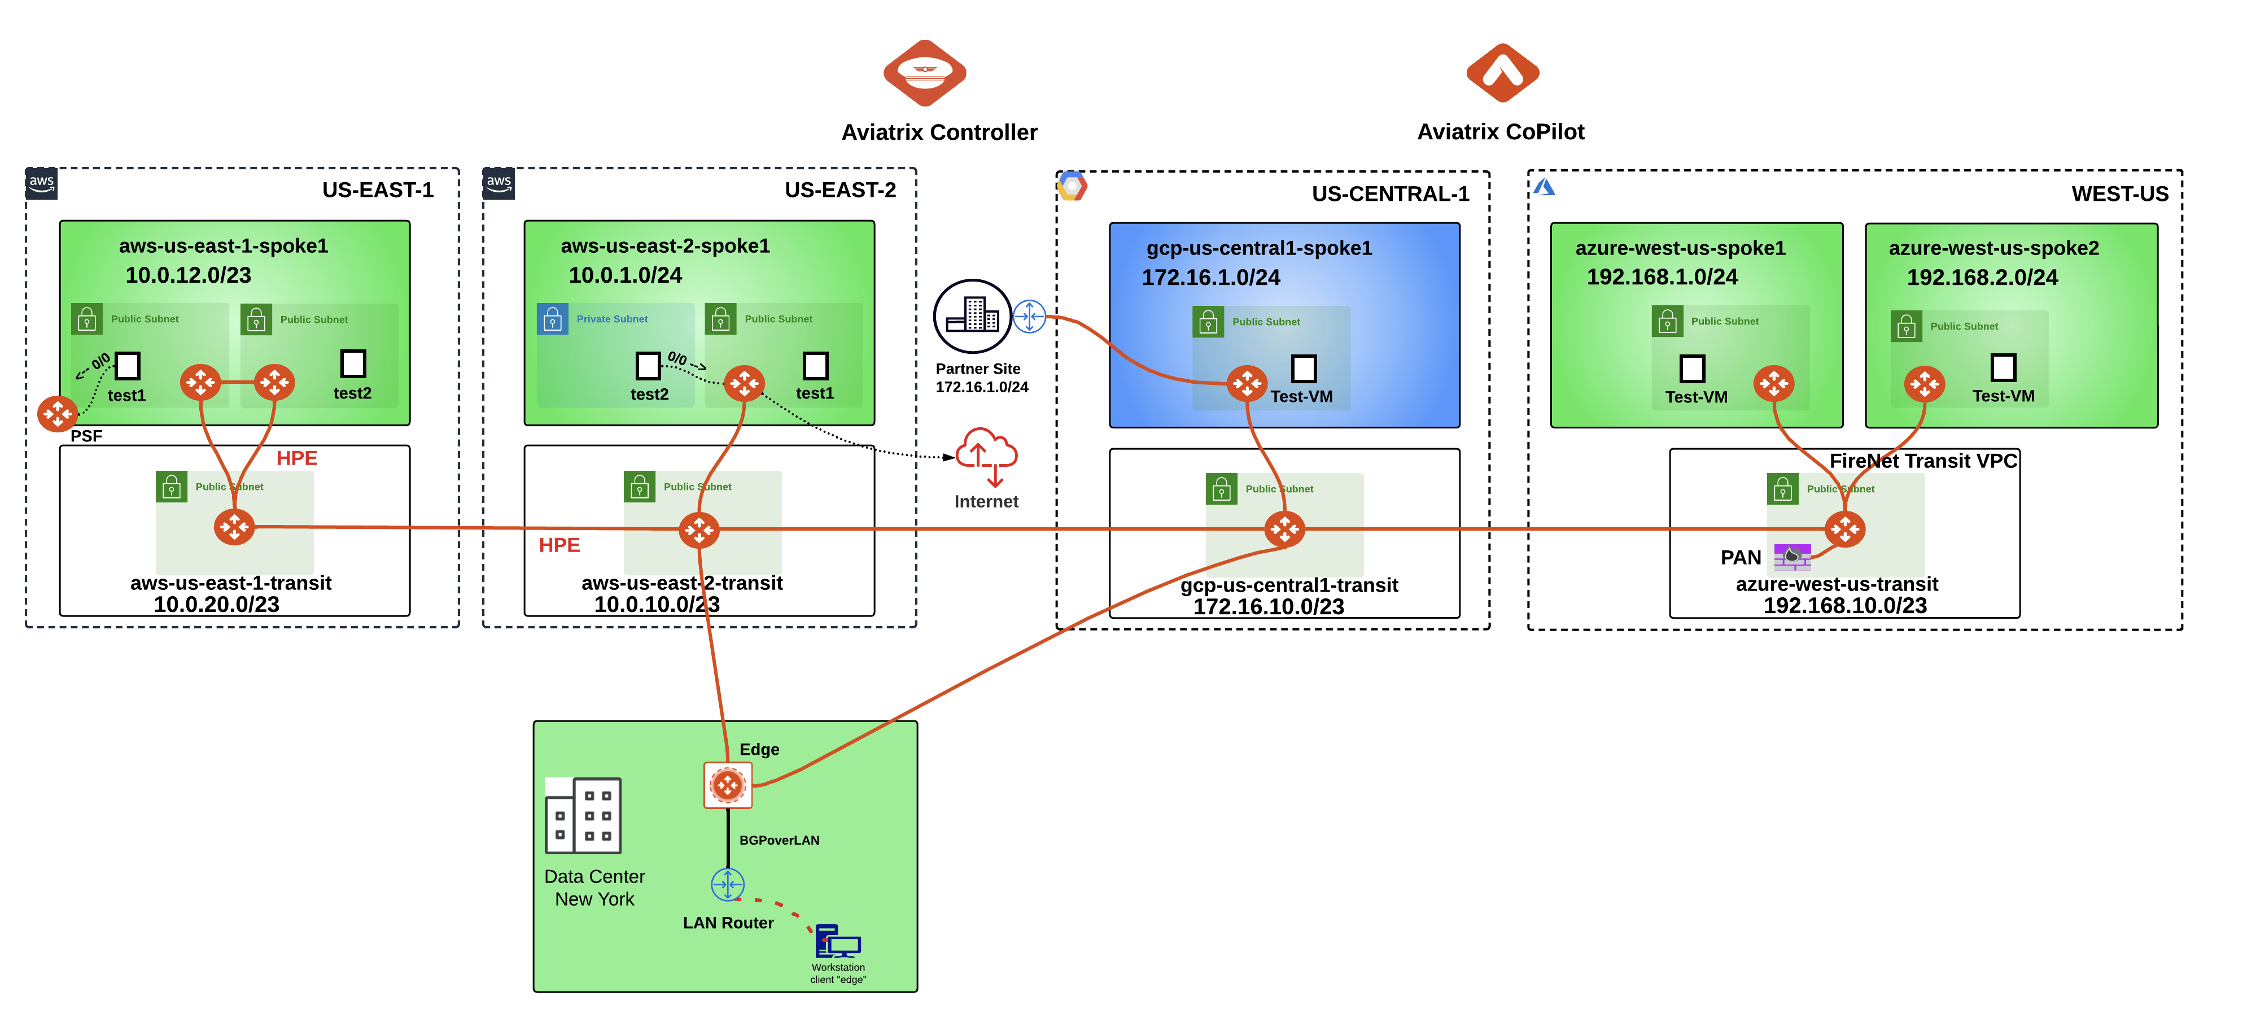 Aviatrix Controller
Aviatrix CoPilot
aws
US-EAST-1
aws-us-east-1-spoke1
10.0.12.0/23
Public Subnet
Public Subnet
0/0
test1
test2
PSF
HPE
Public Subnet
aws-us-east-1-transit
10.0.20.0/23
aws
US-EAST-2
aws-us-east-2-spoke1
10.0.1.0/24
Private Subnet
Public Subnet
0/0
test2
test1
Public Subnet
HPE
aws-us-east-2-transit
10.0.10.0/23
Partner Site
172.16.1.0/24
Internet
US-CENTRAL-1
gcp-us-central1-spoke1
172.16.1.0/24
Public Subnet
Test-VM
Public Subnet
gcp-us-central1-transit
172.16.10.0/23
WEST-US
azure-west-us-spoke1
192.168.1.0/24
Public Subnet
Test-VM
azure-west-us-spoke2
192.168.2.0/24
Public Subnet
Test-VM
FireNet Transit VPC
Public Subnet
PAN
azure-west-us-transit
192.168.10.0/23
Edge
BGPoverLAN
Data Center
New York
LAN Router
Workstation
client "edge"